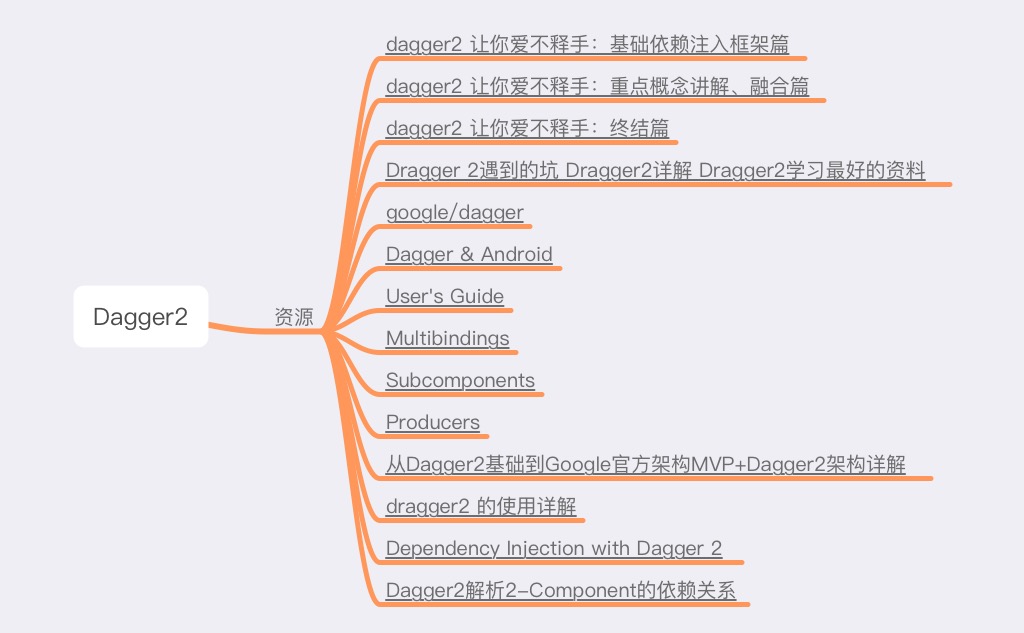 dagger2 让你爱不释手：基础依赖注入框架篇
dagger2 让你爱不释手：重点概念讲解、融合篇
dagger2 让你爱不释手：终结篇
Dragger 2遇到的坑 Dragger2详解 Dragger2学习最好的资料
google/dagger
Dagger & Android
User's Guide
Dagger2
资源
Multibindings
Subcomponents
Producers
从Dagger2基础到Google官方架构MVP+Dagger2架构详解
dragger2 的使用详解
Dependency Injection with Dagger 2
Dagger2解析2-Component的依赖关系